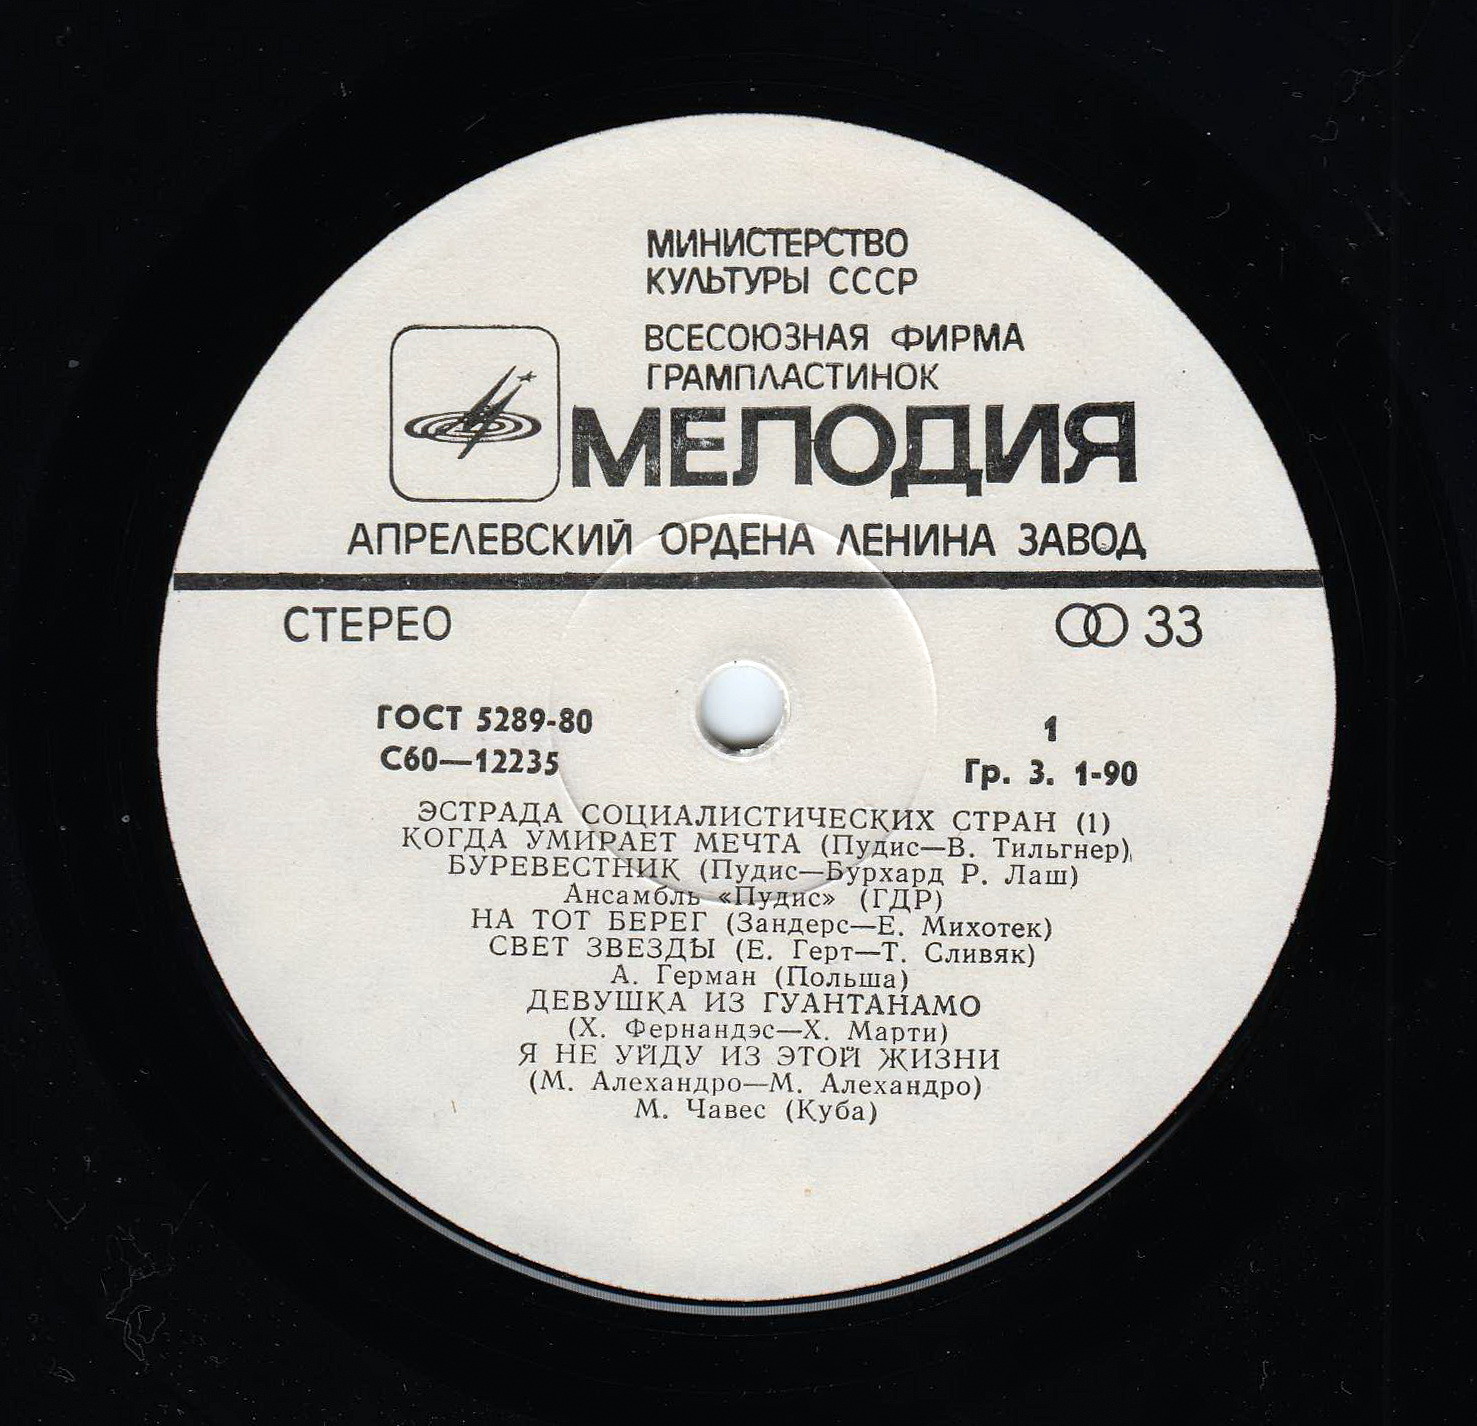 МИНИСТЕРСТВО
КУЛЬТУРЫ СССР
ВСЕСОЮЗНАЯ ФИРМА
ГРАМПЛАСТИНОК
МЕЛОДИЯ
АПРЕЛЕВСКИЙ ОРДЕНА ЛЕНИНА ЗАВОД
СТЕРЕО 33
ГОСТ 5289-80
С60—12235
1
Гр. 3. 1-90
ЭСТРАДА СОЦИАЛИСТИЧЕСКИХ СТРАН (1)
КОГДА УМИРАЕТ МЕЧТА (Пудис—В. Тильгнер),
БУРЕВЕСТНИК (Пудис—Бурхард Р. Лаш)
Ансамбль «Пудис» (ГДР)
НА ТОТ БЕРЕГ (Зандерс—Е. Михотек)
СВЕТ ЗВЕЗДЫ (Е. Герт—Т. Сливяк)
А. Герман (Польша)
ДЕВУШКА ИЗ ГУАНТАНАМО
(Х. Фернандэс—Х. Марти)
Я НЕ УЙДУ ИЗ ЭТОЙ ЖИЗНИ
(М. Алехандро—М. Алехандро)
М. Чавес (Куба)